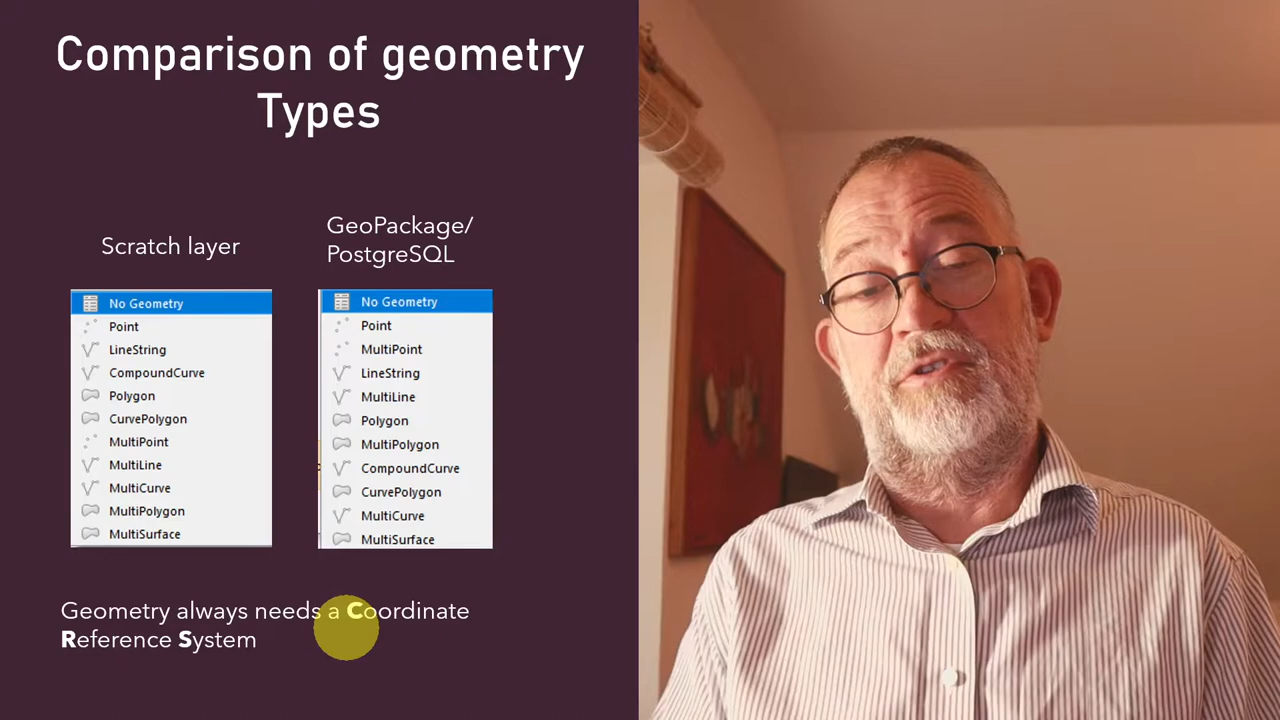 Comparison of geometry
Types
Scratch layer
No Geometry
Point
LineString
CompoundCurve
Polygon
CurvePolygon
MultiPoint
MultiLine
MultiCurve
MultiPolygon
MultiSurface
GeoPackage/
PostgreSQL
No Geometry
Point
MultiPoint
LineString
MultiLine
Polygon
MultiPolygon
CompoundCurve
CurvePolygon
MultiCurve
MultiSurface
Geometry always needs a Coordinate
Reference System